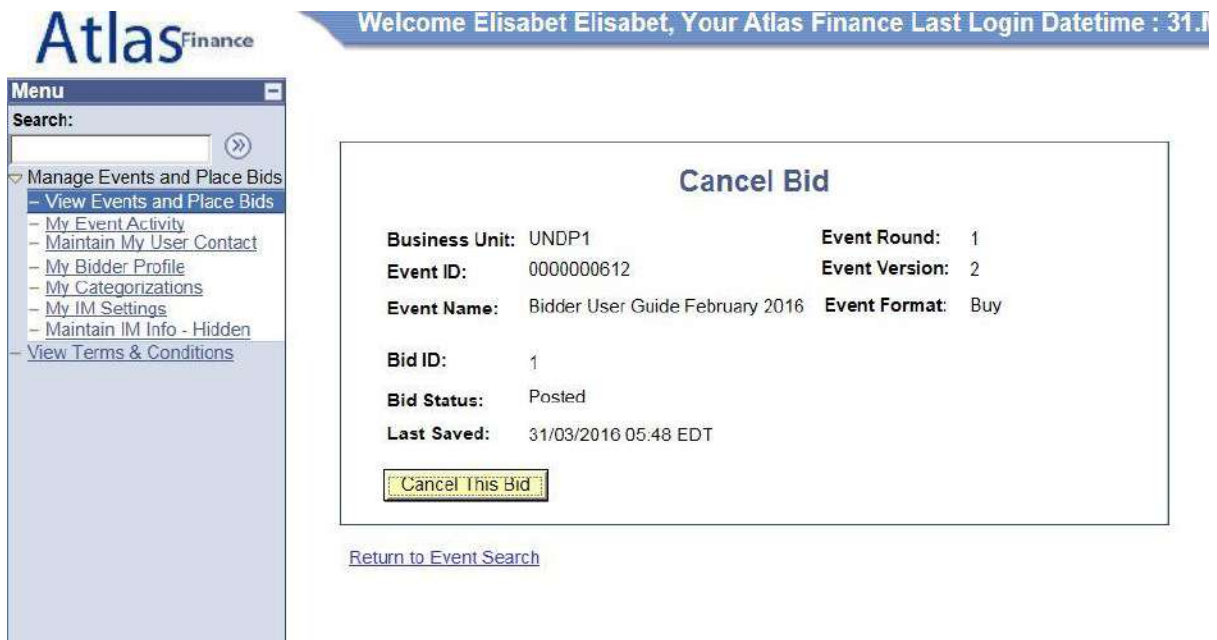 Atlas Finance
Welcome Elisabet Elisabet, Your Atlas Finance Last Login Datetime : 31.M
Menu
Search:
Manage Events and Place Bids
– View Events and Place Bids
– My Event Activity
– Maintain My User Contact
– My Bidder Profile
– My Categorizations
– My IM Settings
– Maintain IM Info - Hidden
– View Terms & Conditions
Cancel Bid
Business Unit: UNDP1 Event Round: 1
Event ID: 0000000612 Event Version: 2
Event Name: Bidder User Guide February 2016 Event Format: Buy
Bid ID: 1
Bid Status: Posted
Last Saved: 31/03/2016 05:48 EDT
Cancel This Bid
Return to Event Search